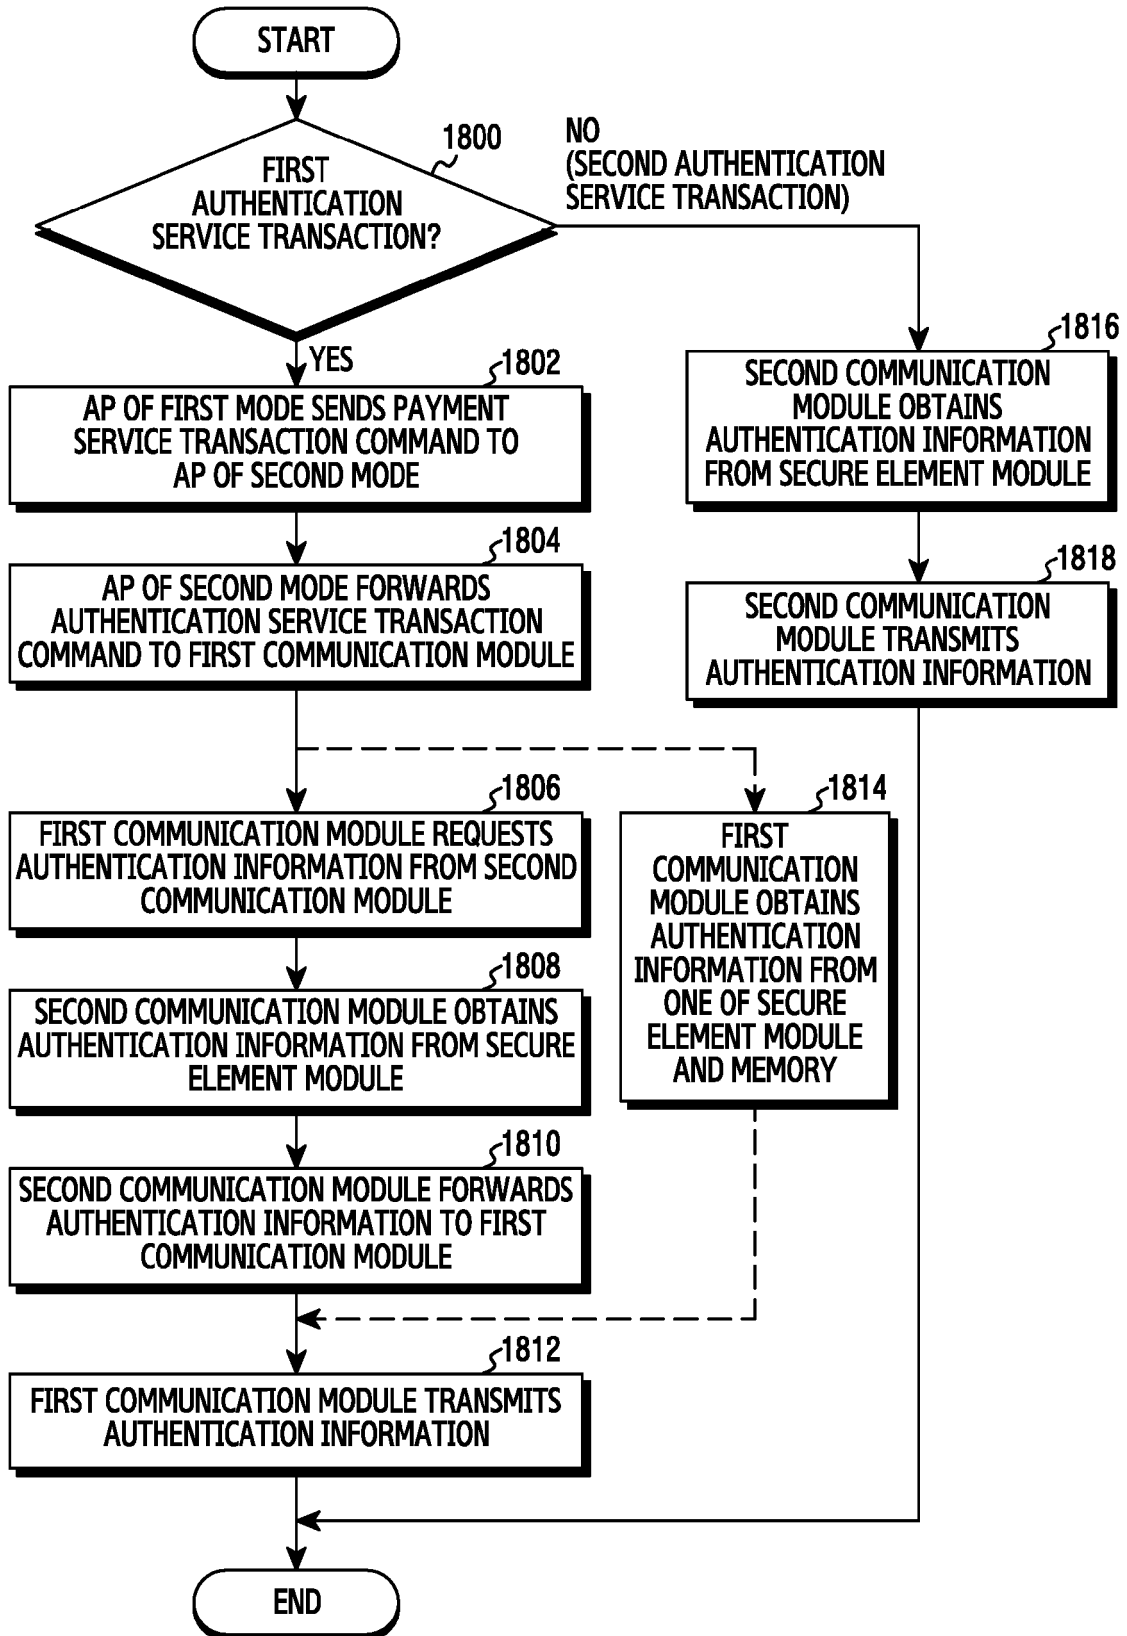 START
1800
FIRST
AUTHENTICATION
SERVICE TRANSACTION?
NO
(SECOND AUTHENTICATION
SERVICE TRANSACTION)
YES
1802
AP OF FIRST MODE SENDS PAYMENT
SERVICE TRANSACTION COMMAND TO
AP OF SECOND MODE
1804
AP OF SECOND MODE FORWARDS
AUTHENTICATION SERVICE TRANSACTION
COMMAND TO FIRST COMMUNICATION MODULE
1806
FIRST COMMUNICATION MODULE REQUESTS
AUTHENTICATION INFORMATION FROM SECOND
COMMUNICATION MODULE
1808
SECOND COMMUNICATION MODULE OBTAINS
AUTHENTICATION INFORMATION FROM SECURE
ELEMENT MODULE
1810
SECOND COMMUNICATION MODULE FORWARDS
AUTHENTICATION INFORMATION TO FIRST
COMMUNICATION MODULE
1814
FIRST
COMMUNICATION
MODULE OBTAINS
AUTHENTICATION
INFORMATION FROM
ONE OF SECURE
ELEMENT MODULE
AND MEMORY
1812
FIRST COMMUNICATION MODULE TRANSMITS
AUTHENTICATION INFORMATION
1816
SECOND COMMUNICATION
MODULE OBTAINS
AUTHENTICATION INFORMATION
FROM SECURE ELEMENT MODULE
1818
SECOND COMMUNICATION
MODULE TRANSMITS
AUTHENTICATION INFORMATION
END